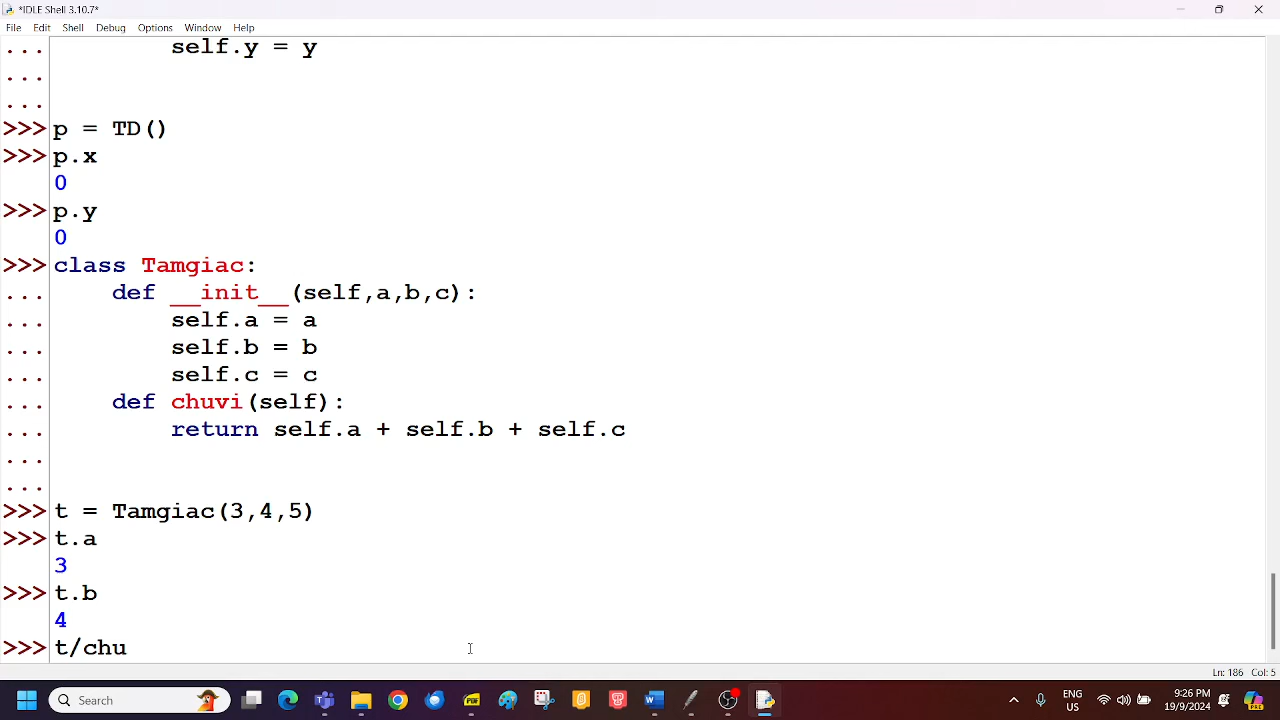 *IDLE Shell 3.10.7*
File Edit Shell Debug Options Window Help
... self.y = y
...
...
>>> p = TD()
>>> p.x
0
>>> p.y
0
>>> class Tamgiac:
... def __init__(self,a,b,c):
... self.a = a
... self.b = b
... self.c = c
... def chuvi(self):
... return self.a + self.b + self.c
...
...
>>> t = Tamgiac(3,4,5)
>>> t.a
3
>>> t.b
4
>>> t/chu
Ln: 186 Col: 5
Search
ENG
US
9:26 PM
19/9/2024